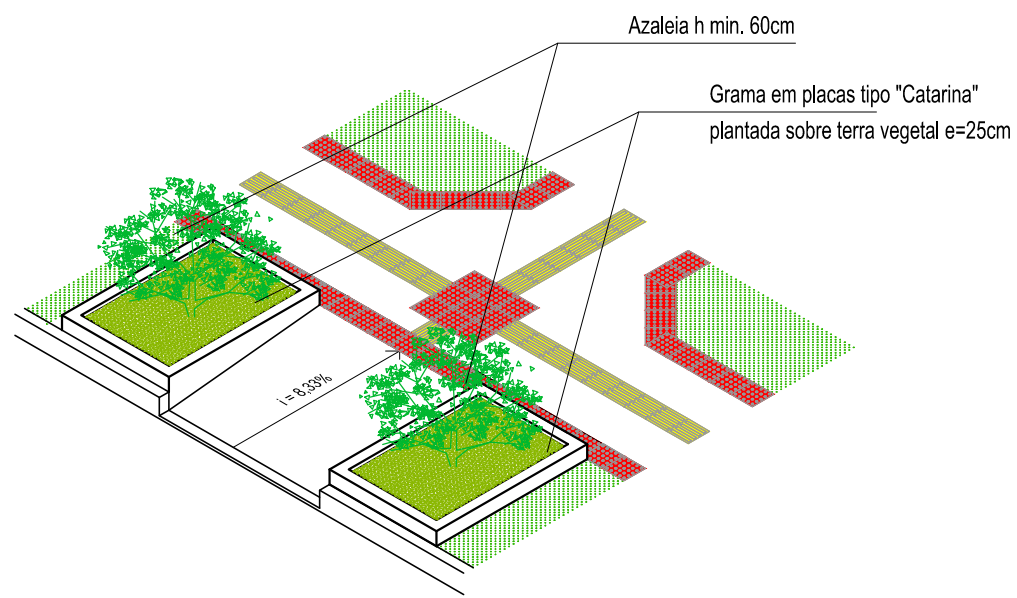 Azaleia h min. 60cm
Grama em placas tipo "Catarina"
plantada sobre terra vegetal e=25cm
i = 8,33%